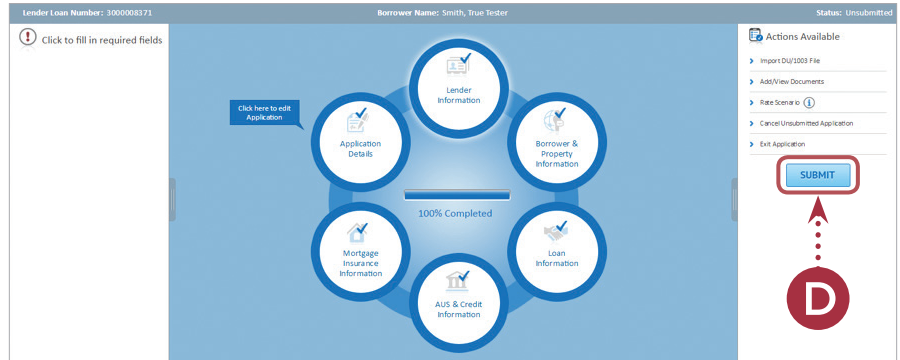 Lender Loan Number: 3000008371
Borrower Name: Smith, True Tester
Status: Unsubmitted
Click to fill in required fields
Click here to edit
Application
Lender
Information
Application
Details
Borrower &
Property
Information
100% Completed
Mortgage
Insurance
Information
Loan
Information
AUS & Credit
Information
Actions Available
Import DU/1003 File
Add/View Documents
Rate Scenario
Cancel Unsubmitted Application
Exit Application
SUBMIT
D